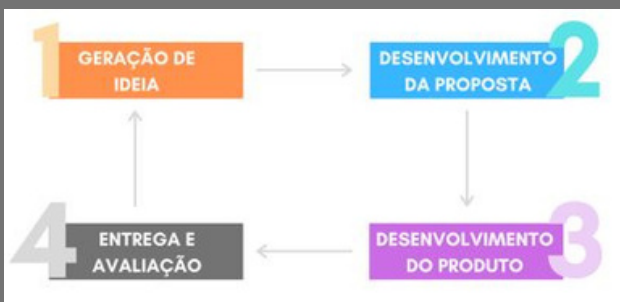 1
GERAÇÃO DE
IDEIA
2
DESENVOLVIMENTO
DA PROPOSTA
3
DESENVOLVIMENTO
DO PRODUTO
4
ENTREGA E
AVALIAÇÃO